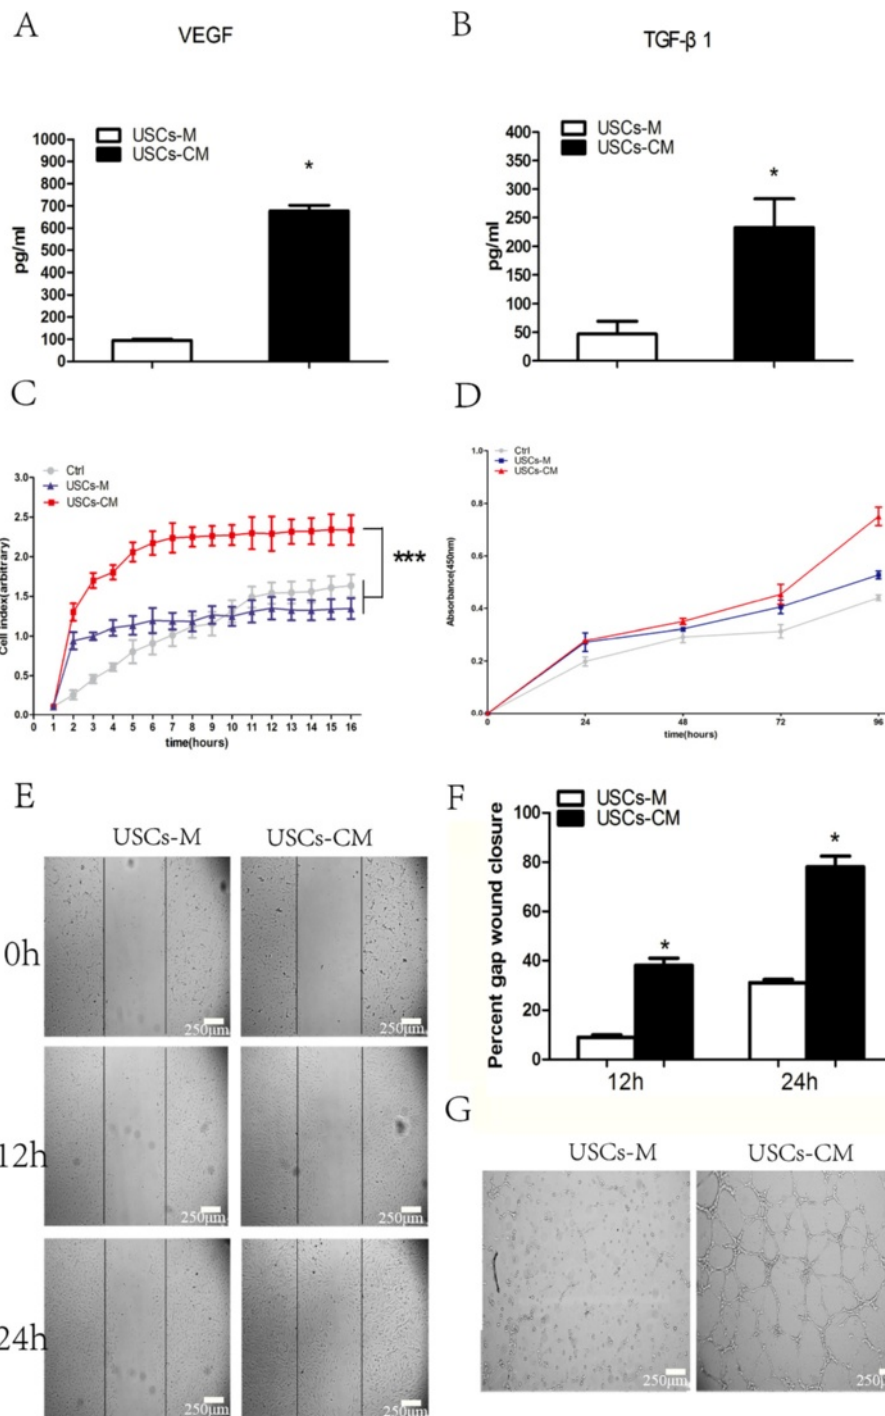 A
VEGF
USCs-M
USCs-CM
1000
900
800
700
600
500
400
300
200
100
0
pg/ml
*
B
TGF-β 1
USCs-M
USCs-CM
400
350
300
250
200
150
100
50
0
pg/ml
*
C
Ctrl
USCs-M
USCs-CM
3.0
2.5
2.0
1.5
1.0
0.5
0.0
Cell index(arbitrary)
***
0 1 2 3 4 5 6 7 8 9 10 11 12 13 14 15 16
time(hours)
D
Ctrl
USCs-M
USCs-CM
1.0
0.8
0.6
0.4
0.2
0.0
Absorbance(450nm)
0 24 48 72 96
time(hours)
E
USCs-M USCs-CM
0h
250μm 250μm
12h
250μm 250μm
24h
250μm 250μm
F
USCs-M
USCs-CM
100
80
60
40
20
0
Percent gap wound closure
* *
12h 24h
G
USCs-M USCs-CM
250μm 250μ